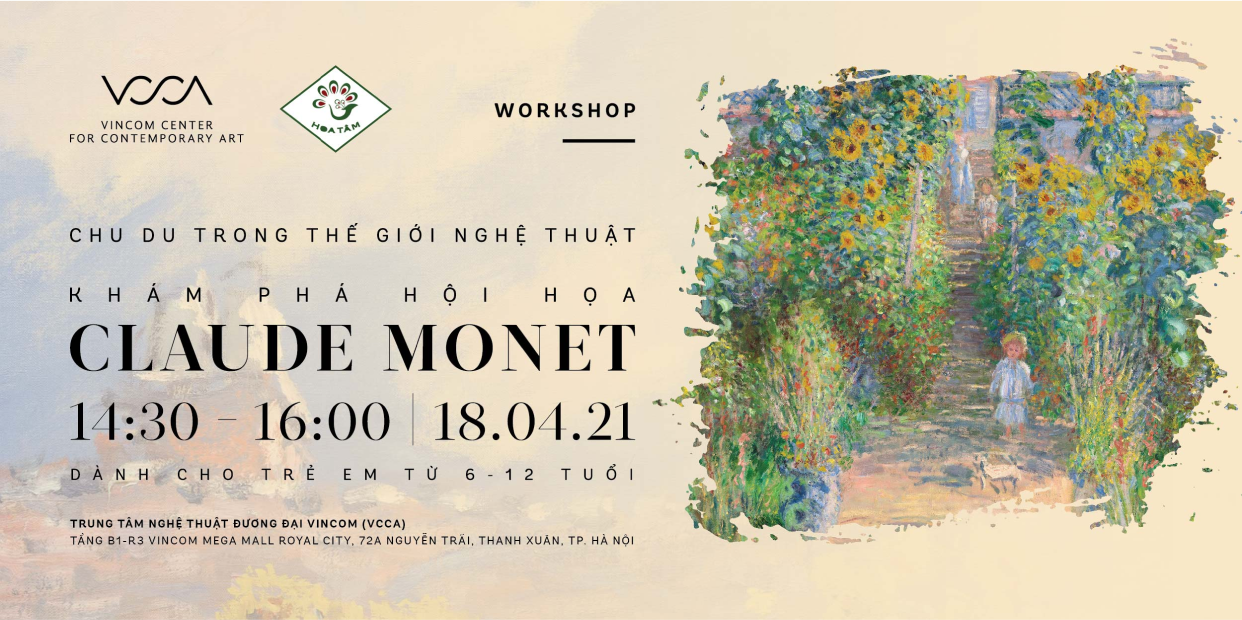 VCCA
VINCOM CENTER
FOR CONTEMPORARY ART
HOA TÂM
WORKSHOP
CHU DU TRONG THẾ GIỚI NGHỆ THUẬT
KHÁM PHÁ HỘI HỌA
CLAUDE MONET
14:30 – 16:00 | 18.04.21
DÀNH CHO TRẺ EM TỪ 6-12 TUỔI
TRUNG TÂM NGHỆ THUẬT ĐƯƠNG ĐẠI VINCOM (VCCA)
TẦNG B1-R3 VINCOM MEGA MALL ROYAL CITY, 72A NGUYỄN TRÃI, THANH XUÂN, TP. HÀ NỘI